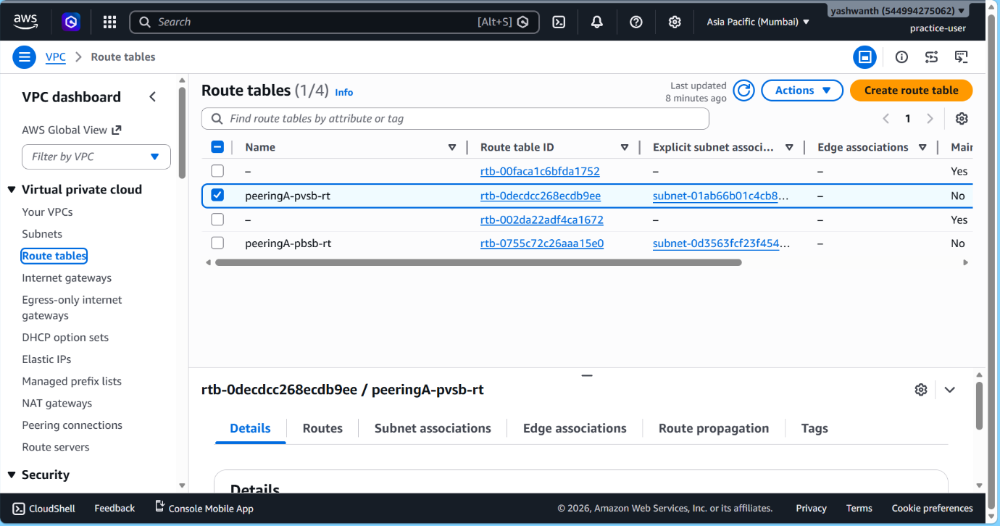 aws
Search [Alt+S]
Asia Pacific (Mumbai)
yashwanth (544994275062)
practice-user
VPC
Route tables
VPC dashboard
AWS Global View
Filter by VPC
Virtual private cloud
Your VPCs
Subnets
Route tables
Internet gateways
Egress-only internet
gateways
DHCP option sets
Elastic IPs
Managed prefix lists
NAT gateways
Peering connections
Route servers
Security
Route tables (1/4) Info
Last updated
8 minutes ago
Actions
Create route table
Find route tables by attribute or tag
1
Name Route table ID Explicit subnet associ... Edge associations Main
– rtb-00faca1c6bfda1752 – – Yes
peeringA-pvsb-rt rtb-0decdcc268ecdb9ee subnet-01ab66b01c4cb8... – No
– rtb-002da22adf4ca1672 – – Yes
peeringA-pbsb-rt rtb-0755c72c26aaa15e0 subnet-0d3563fcf23f454... – No
rtb-0decdcc268ecdb9ee / peeringA-pvsb-rt
Details Routes Subnet associations Edge associations Route propagation Tags
Details
CloudShell Feedback Console Mobile App © 2026, Amazon Web Services, Inc. or its affiliates. Privacy Terms Cookie preferences